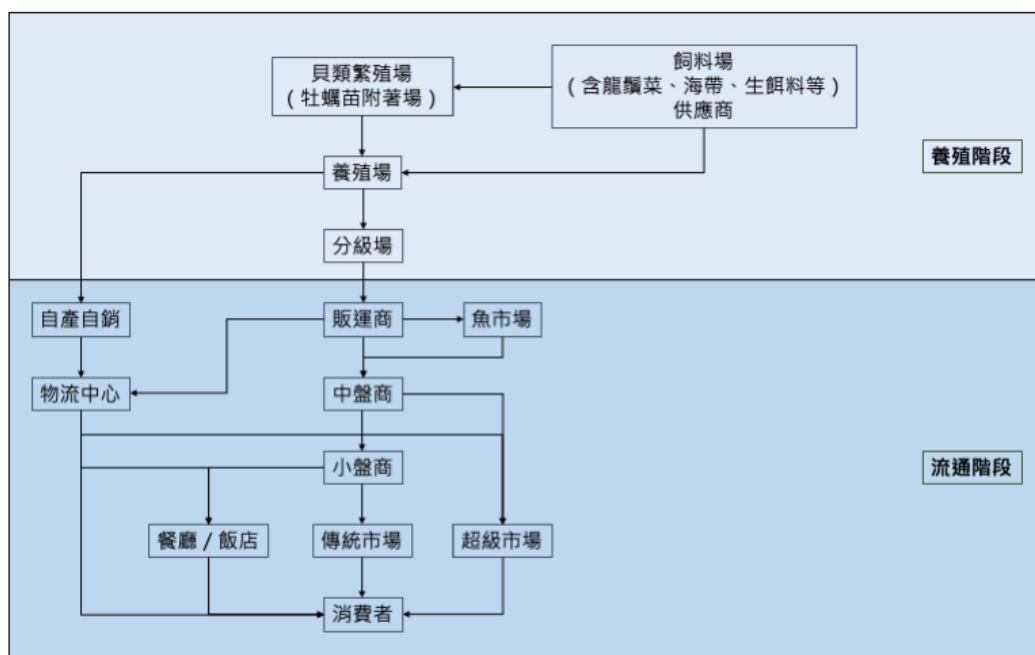 貝類繁殖場
（牡蠣苗附著場）
飼料場
（含龍鬚菜、海帶、生餌料等）
供應商
養殖階段
養殖場
分級場
自產自銷
販運商
魚市場
物流中心
中盤商
小盤商
流通階段
餐廳 / 飯店
傳統市場
超級市場
消費者